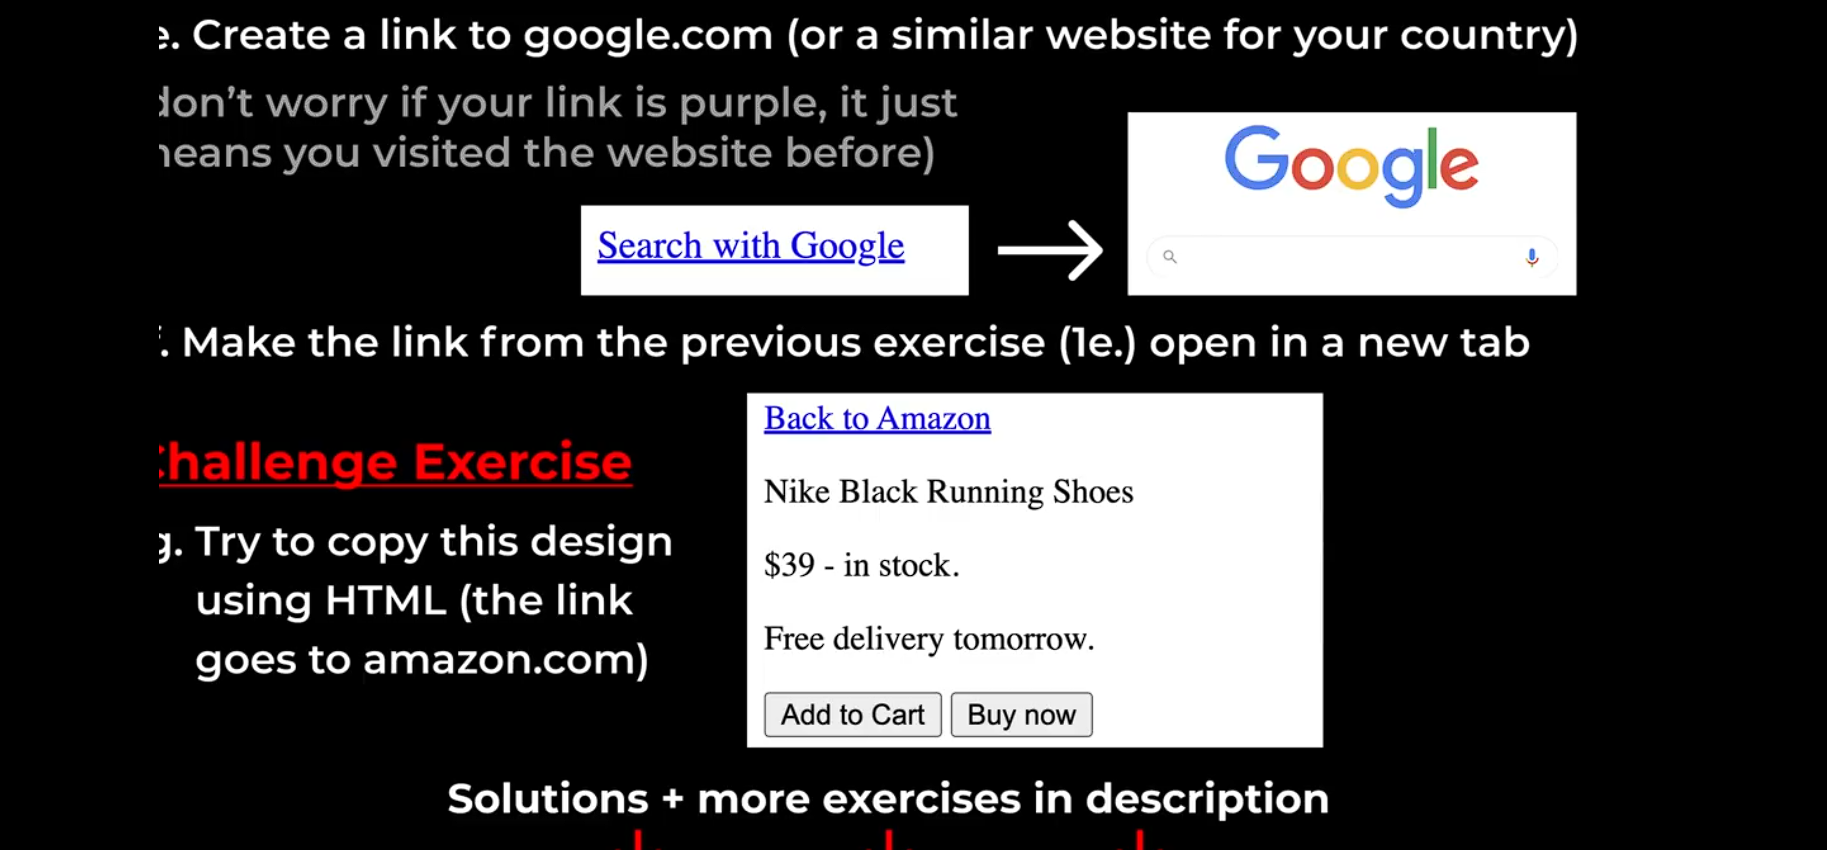 e. Create a link to google.com (or a similar website for your country)
don't worry if your link is purple, it just
means you visited the website before)
Search with Google
Google
f. Make the link from the previous exercise (1e.) open in a new tab
Challenge Exercise
g. Try to copy this design
using HTML (the link
goes to amazon.com)
Back to Amazon
Nike Black Running Shoes
$39 - in stock.
Free delivery tomorrow.
Add to Cart
Buy now
Solutions + more exercises in description